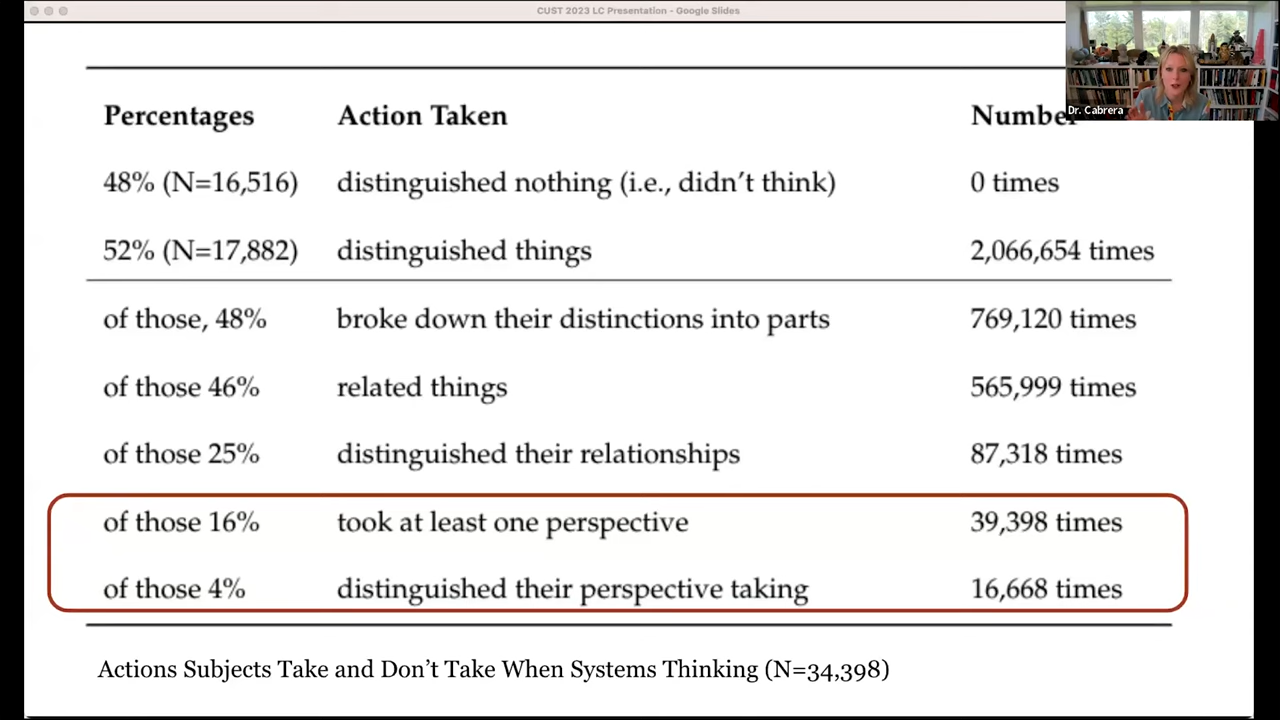 CUST 2023 LC Presentation - Google Slides
Dr. Cabrera
Percentages Action Taken Number
48% (N=16,516) distinguished nothing (i.e., didn’t think) 0 times
52% (N=17,882) distinguished things 2,066,654 times
of those, 48% broke down their distinctions into parts 769,120 times
of those 46% related things 565,999 times
of those 25% distinguished their relationships 87,318 times
of those 16% took at least one perspective 39,398 times
of those 4% distinguished their perspective taking 16,668 times
Actions Subjects Take and Don’t Take When Systems Thinking (N=34,398)